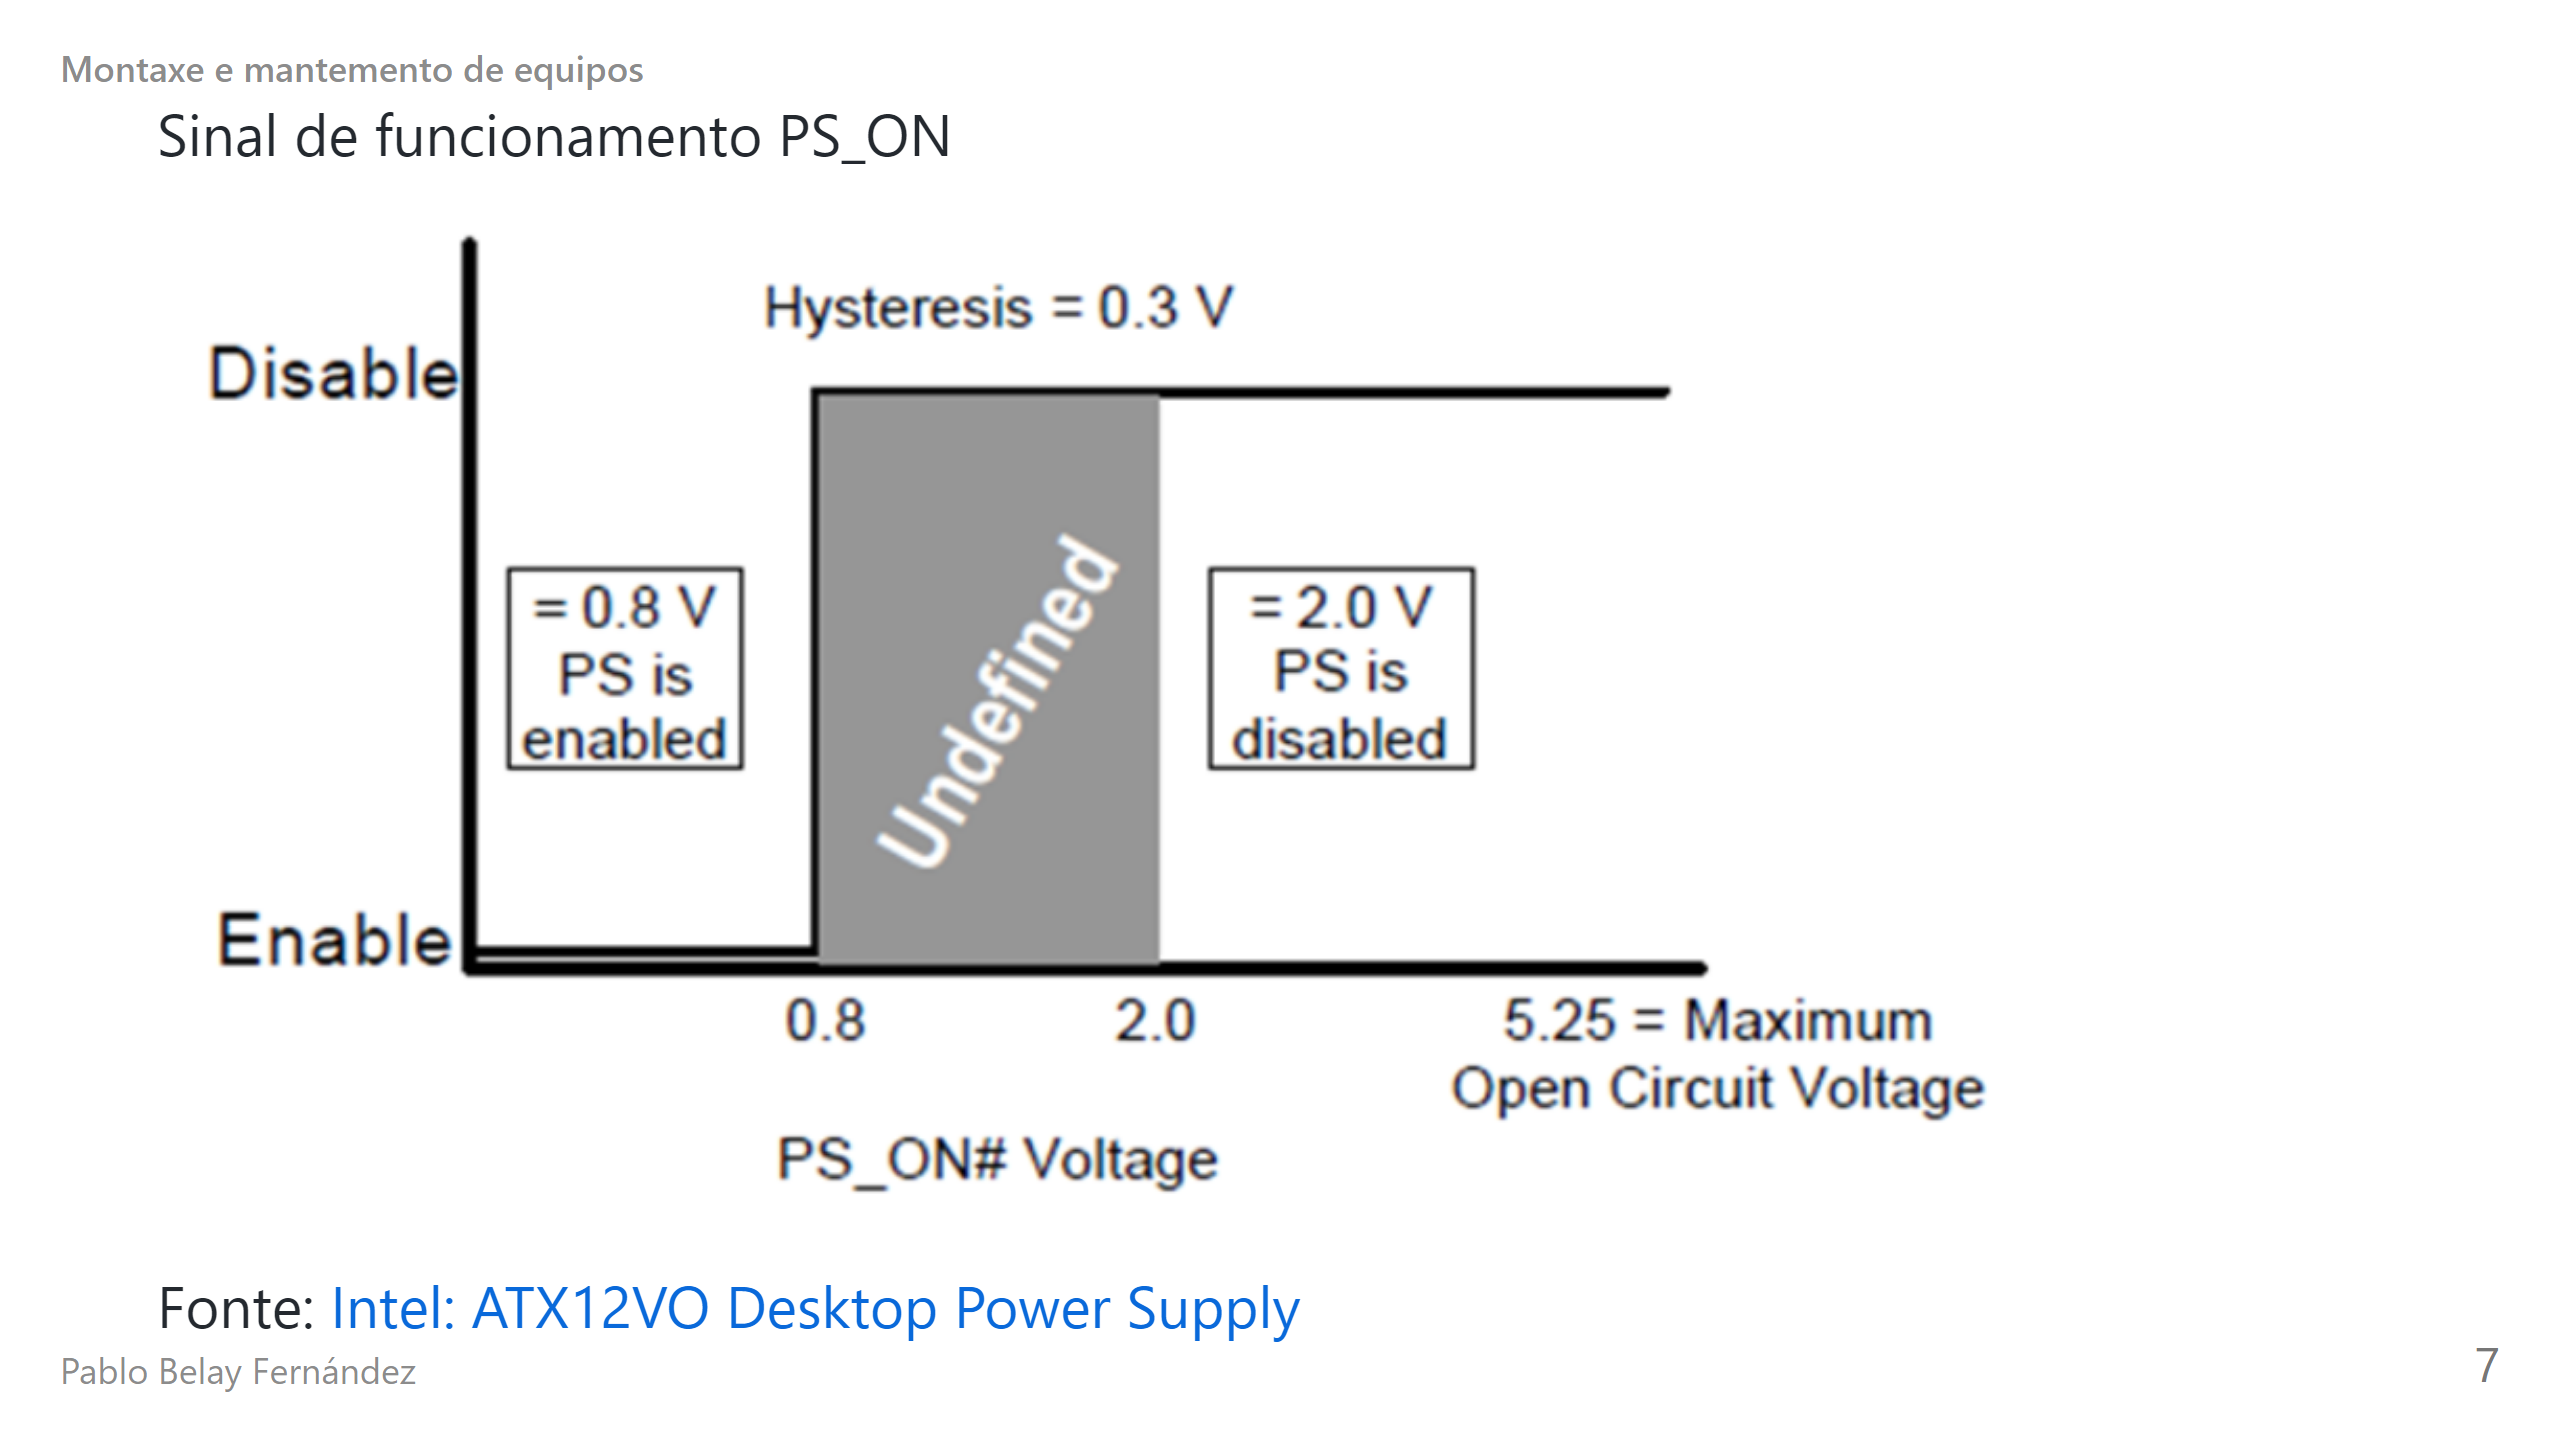 Montaxe e mantemento de equipos
Sinal de funcionamento PS_ON
Hysteresis = 0.3 V
Disable
= 0.8 V
PS is
enabled
Undefined
= 2.0 V
PS is
disabled
Enable
0.8
2.0
5.25 = Maximum
Open Circuit Voltage
PS_ON# Voltage
Fonte: Intel: ATX12VO Desktop Power Supply
Pablo Belay Fernández
7